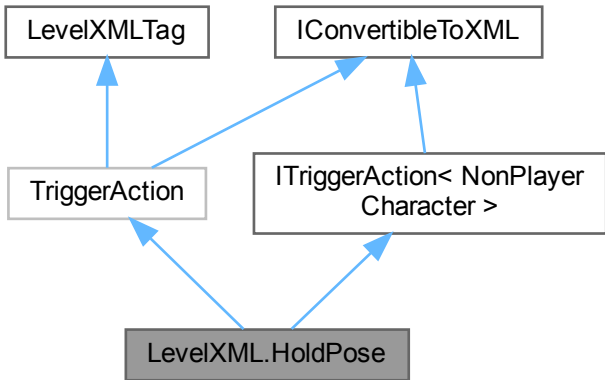 LevelXMLTag
IConvertibleToXML
TriggerAction
ITriggerAction< NonPlayer
Character >
LevelXML.HoldPose